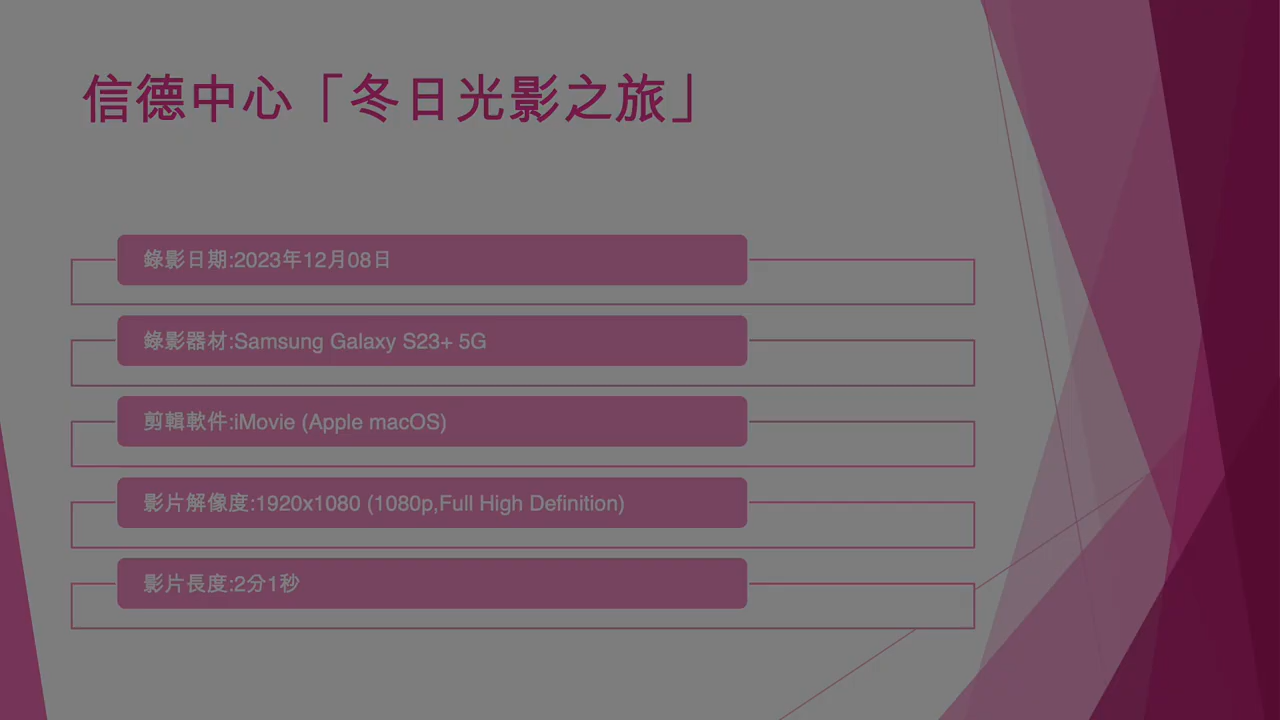 信德中心「冬日光影之旅」
錄影日期:2023年12月08日
錄影器材:Samsung Galaxy S23+ 5G
剪輯軟件:iMovie (Apple macOS)
影片解像度:1920x1080 (1080p,Full High Definition)
影片長度:2分1秒